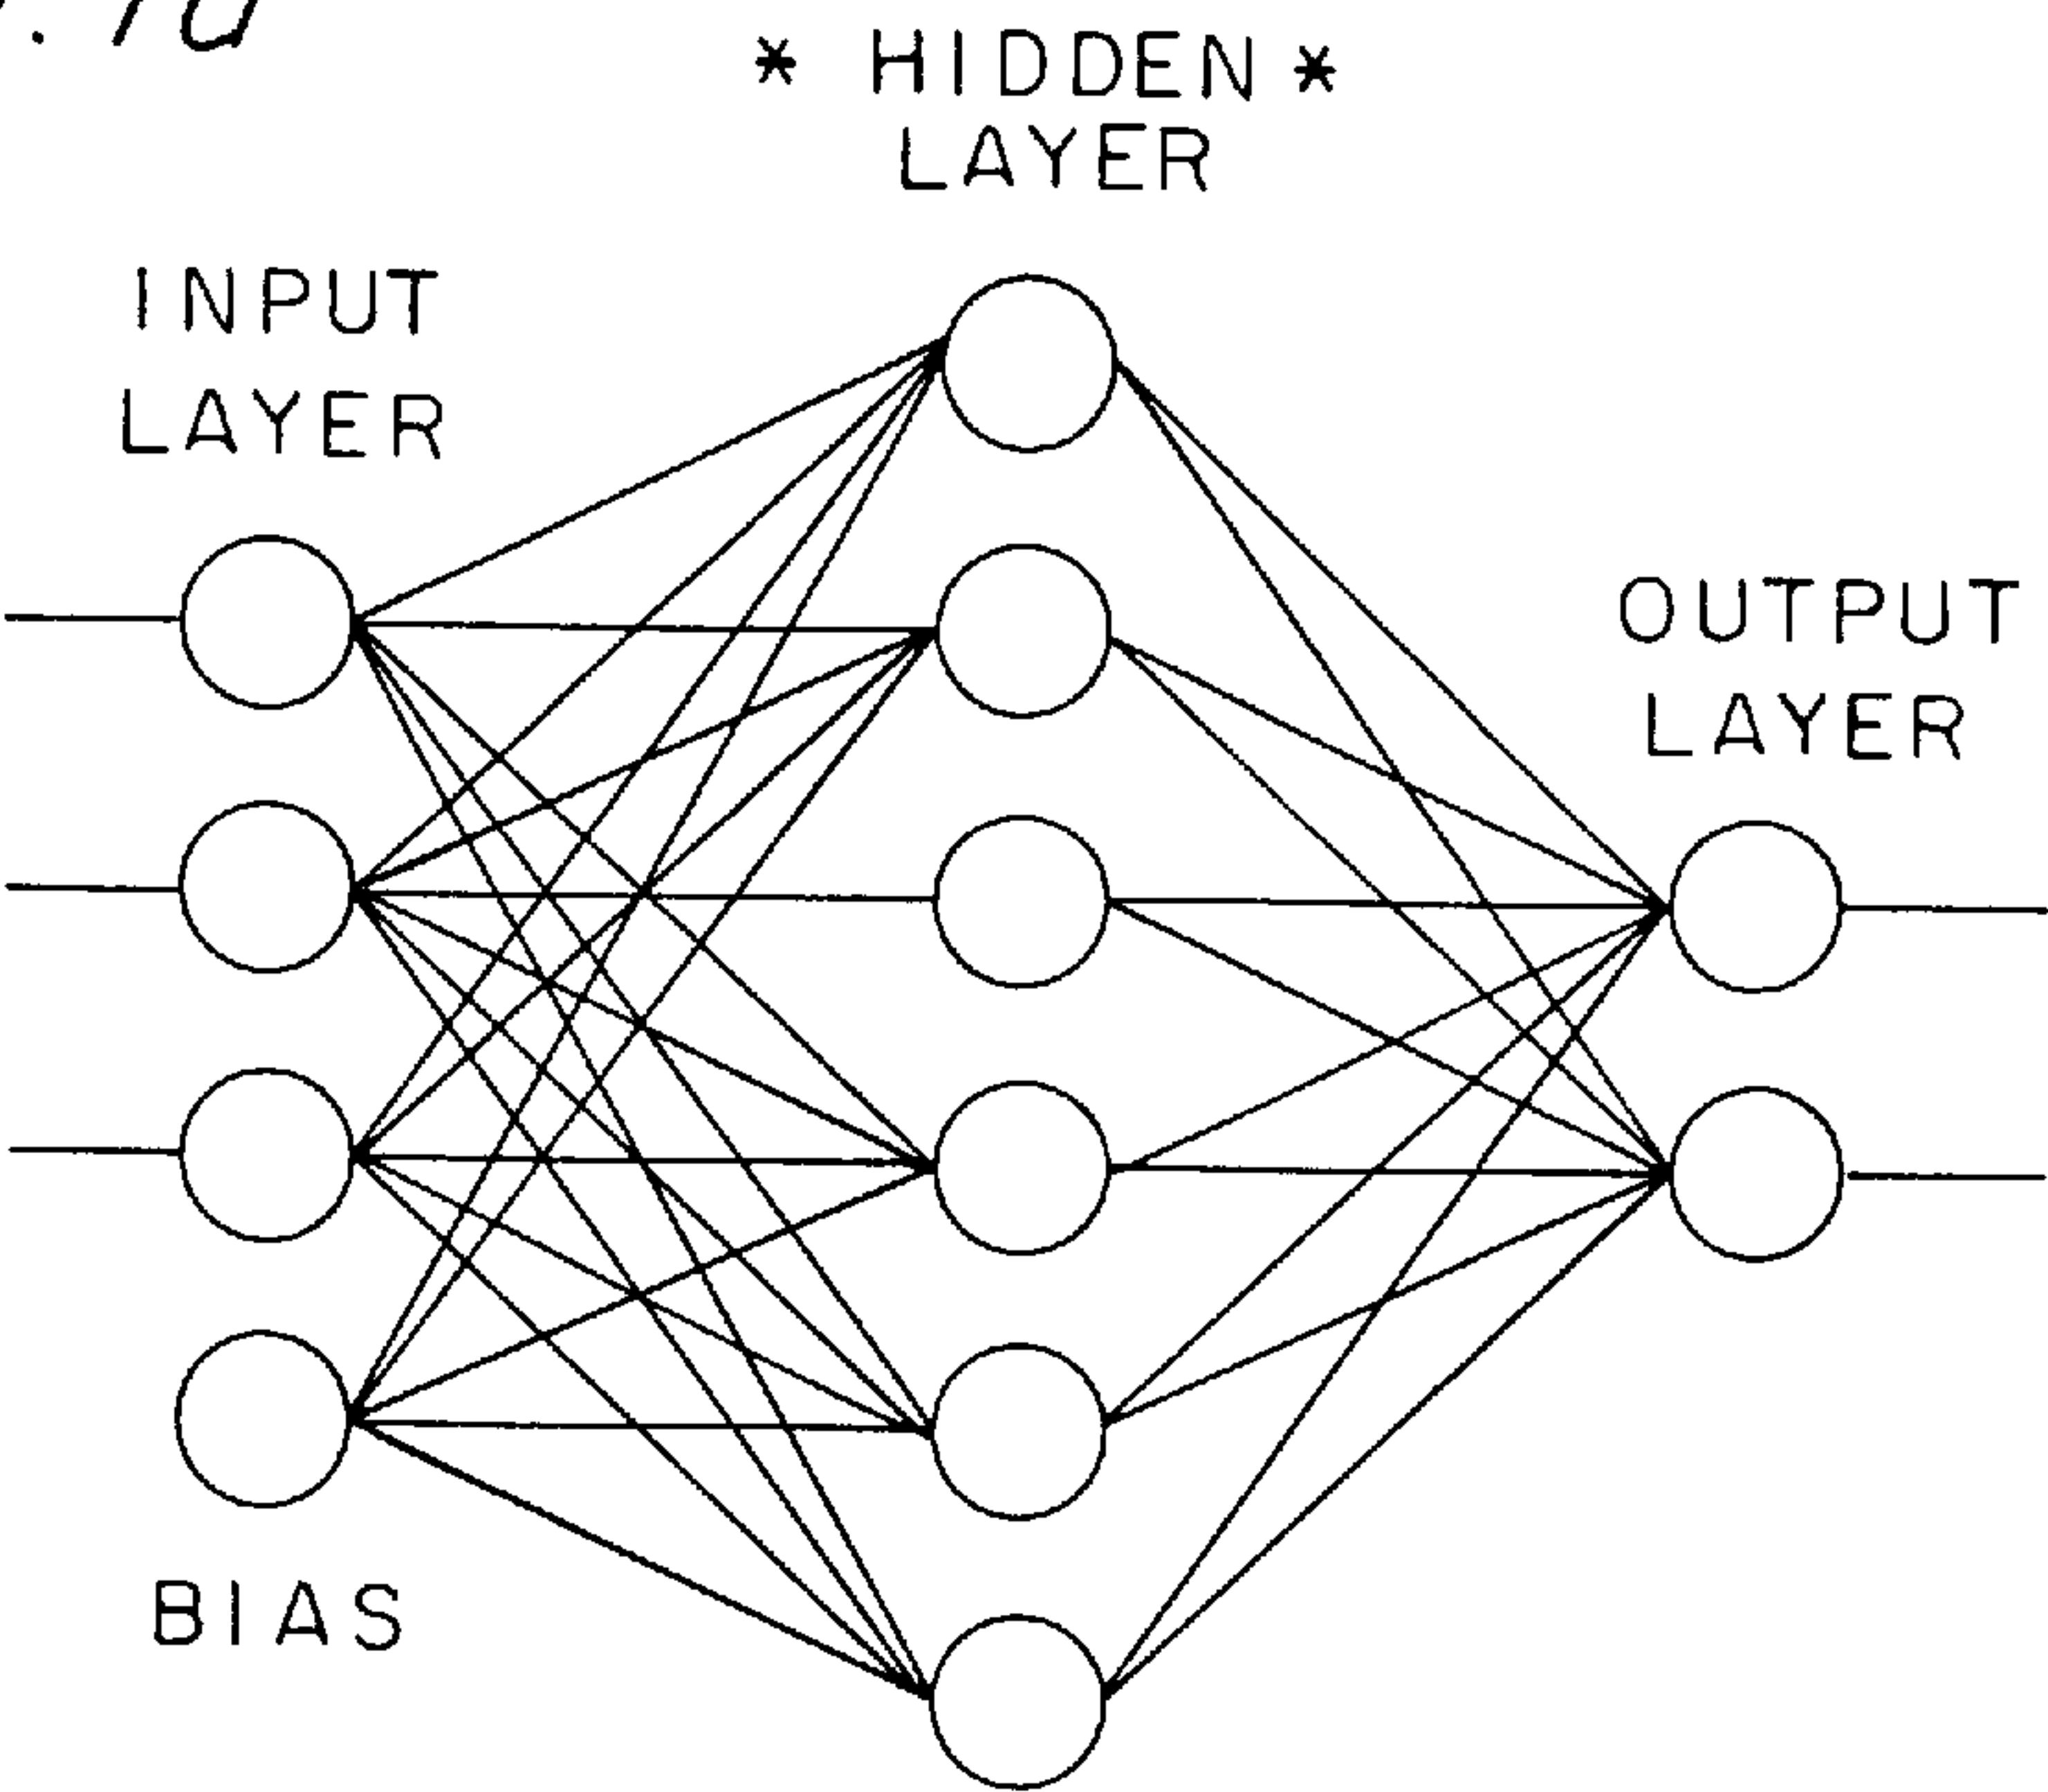 * HIDDEN *
LAYER
INPUT
LAYER
OUTPUT
LAYER
BIAS